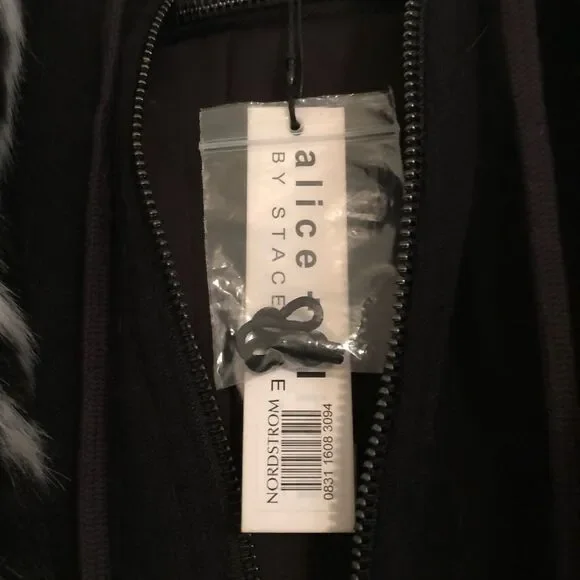 alice
BY STACE
NORDSTROM
0831 1608 3094